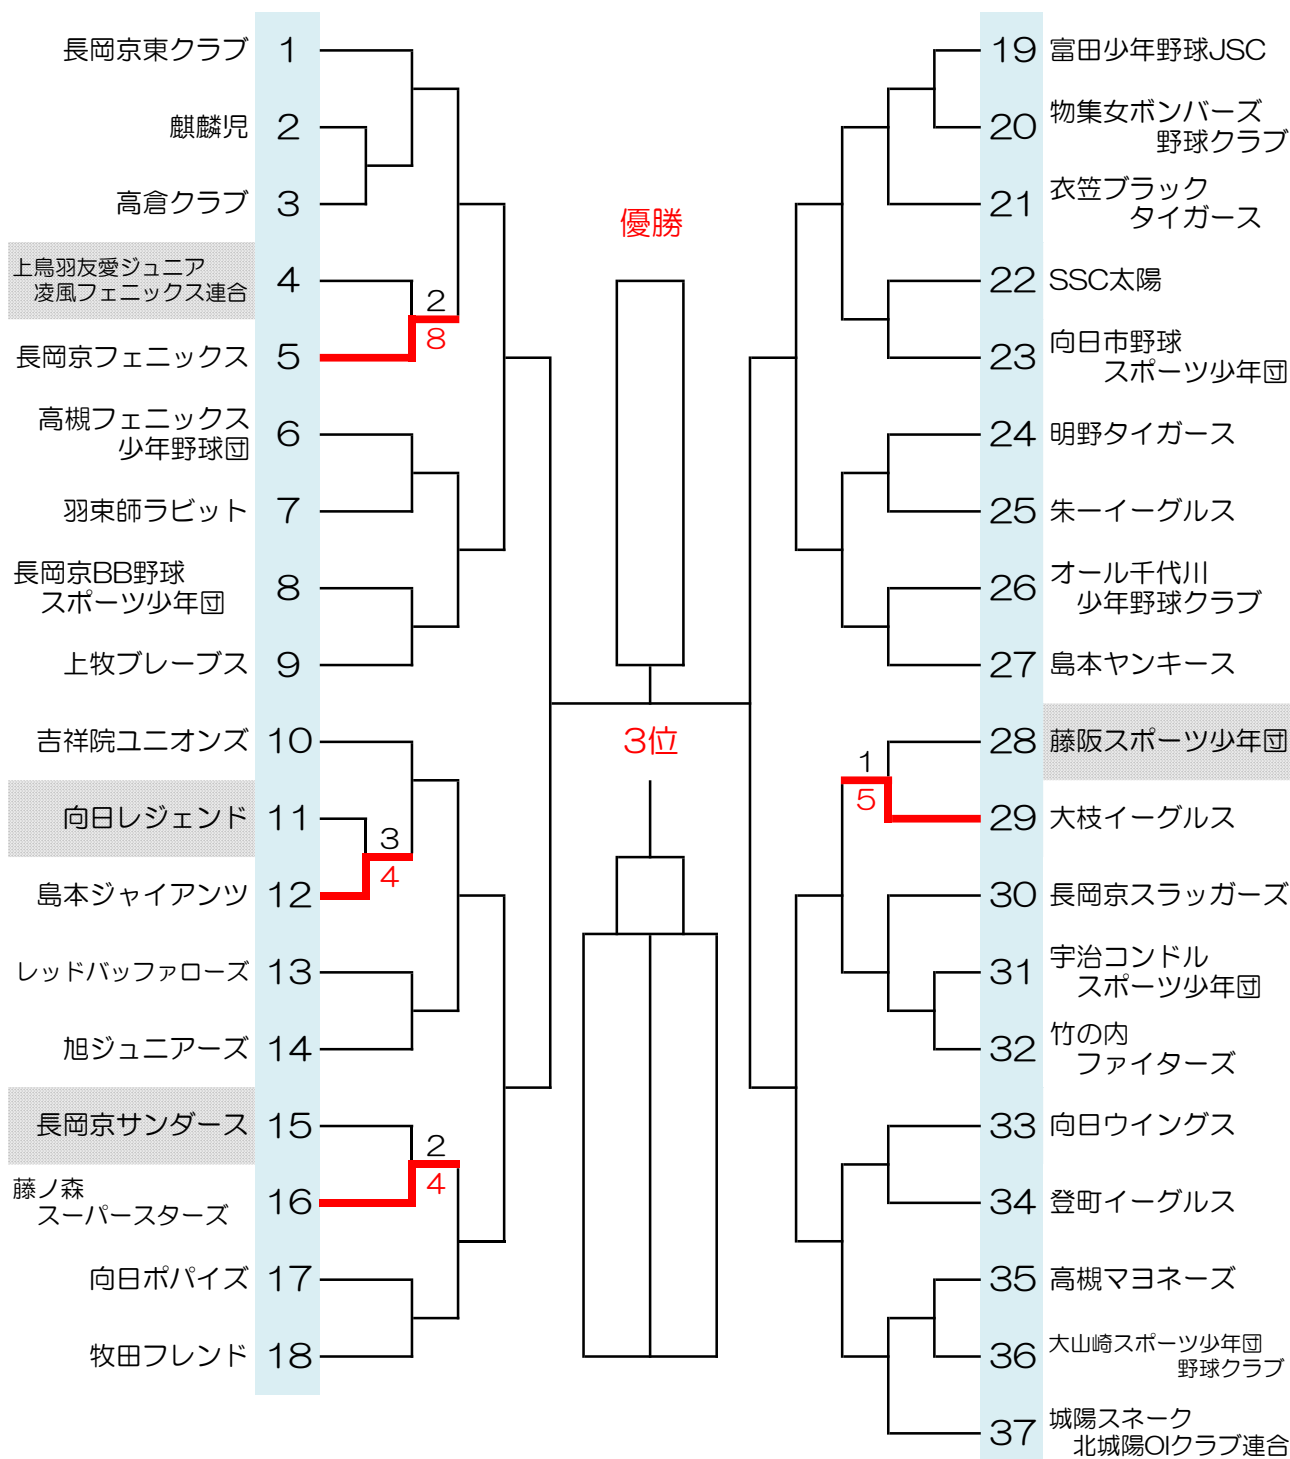 長岡京東クラブ 1
麒麟児 2
高倉クラブ 3
上鳥羽友愛ジュニア
凌風フェニックス連合 4
2
8
長岡京フェニックス 5
高槻フェニックス
少年野球団 6
羽束師ラビット 7
長岡京BB野球
スポーツ少年団 8
上牧ブレーブス 9
吉祥院ユニオンズ 10
向日レジェンド 11
3
4
島本ジャイアンツ 12
レッドバッファローズ 13
旭ジュニアーズ 14
長岡京サンダース 15
2
4
藤ノ森
スーパースターズ 16
向日ポパイズ 17
牧田フレンド 18
優勝
3位
19 富田少年野球JSC
20 物集女ボンバーズ
野球クラブ
21 衣笠ブラック
タイガース
22 SSC太陽
23 向日市野球
スポーツ少年団
24 明野タイガース
25 朱一イーグルス
26 オール千代川
少年野球クラブ
27 島本ヤンキース
28 藤阪スポーツ少年団
1
5
29 大枝イーグルス
30 長岡京スラッガーズ
31 宇治コンドル
スポーツ少年団
32 竹の内
ファイターズ
33 向日ウイングス
34 登町イーグルス
35 高槻マヨネーズ
36 大山崎スポーツ少年団
野球クラブ
37 城陽スネーク
北城陽OIクラブ連合